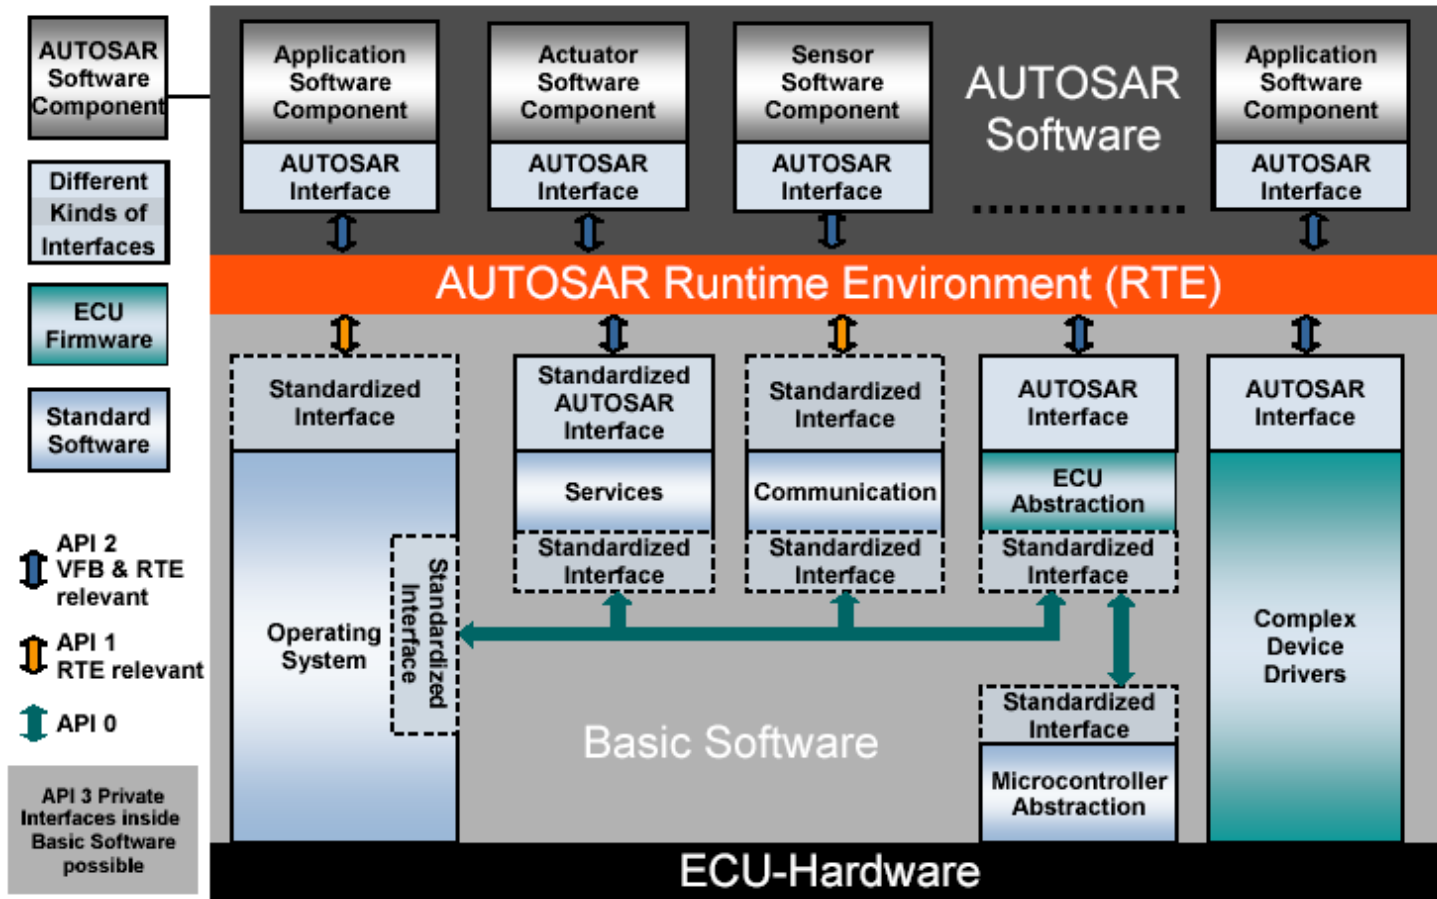 AUTOSAR
Software
Component
Different
Kinds of
Interfaces
ECU
Firmware
Standard
Software
API 2
VFB & RTE
relevant
API 1
RTE relevant
API 0
API 3 Private
Interfaces inside
Basic Software
possible
Application
Software
Component
AUTOSAR
Interface
Actuator
Software
Component
AUTOSAR
Interface
Sensor
Software
Component
AUTOSAR
Interface
AUTOSAR
Software
Application
Software
Component
AUTOSAR
Interface
AUTOSAR Runtime Environment (RTE)
Standardized
Interface
Operating
System
Standardized
Interface
Standardized
AUTOSAR
Interface
Services
Standardized
Interface
Standardized
Interface
Communication
Standardized
Interface
AUTOSAR
Interface
ECU
Abstraction
Standardized
Interface
Standardized
Interface
Microcontroller
Abstraction
AUTOSAR
Interface
Complex
Device
Drivers
Basic Software
ECU-Hardware